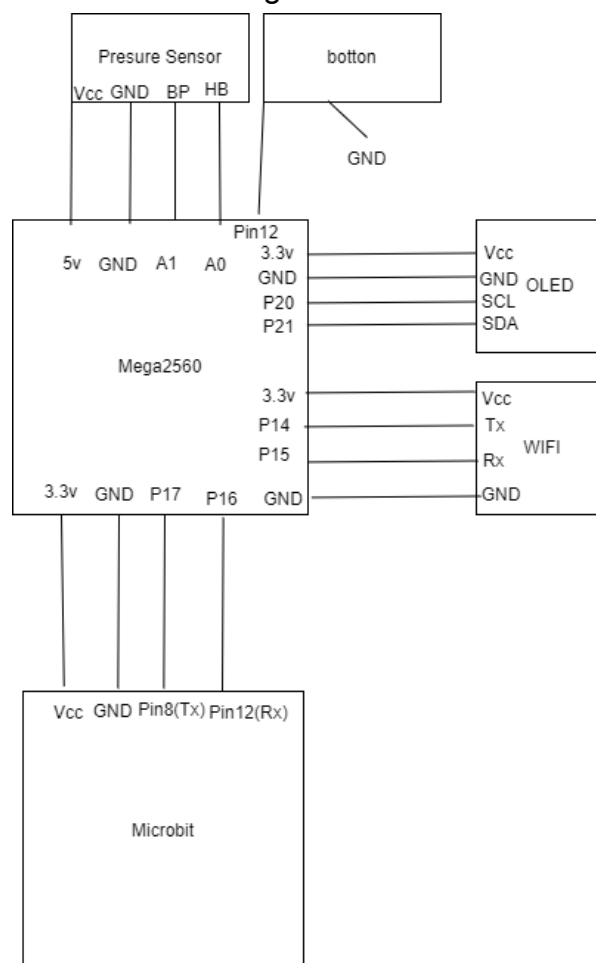 Presure Sensor
botton
Vcc GND BP HB
GND
Pin12
5v GND A1 A0
3.3v
GND
P20
P21
Vcc
GND
OLED
SCL
SDA
Mega2560
3.3v
P14
P15
GND
Vcc
Tx
WIFI
Rx
GND
3.3v GND P17 P16
Vcc GND Pin8(Tx) Pin12(Rx)
Microbit